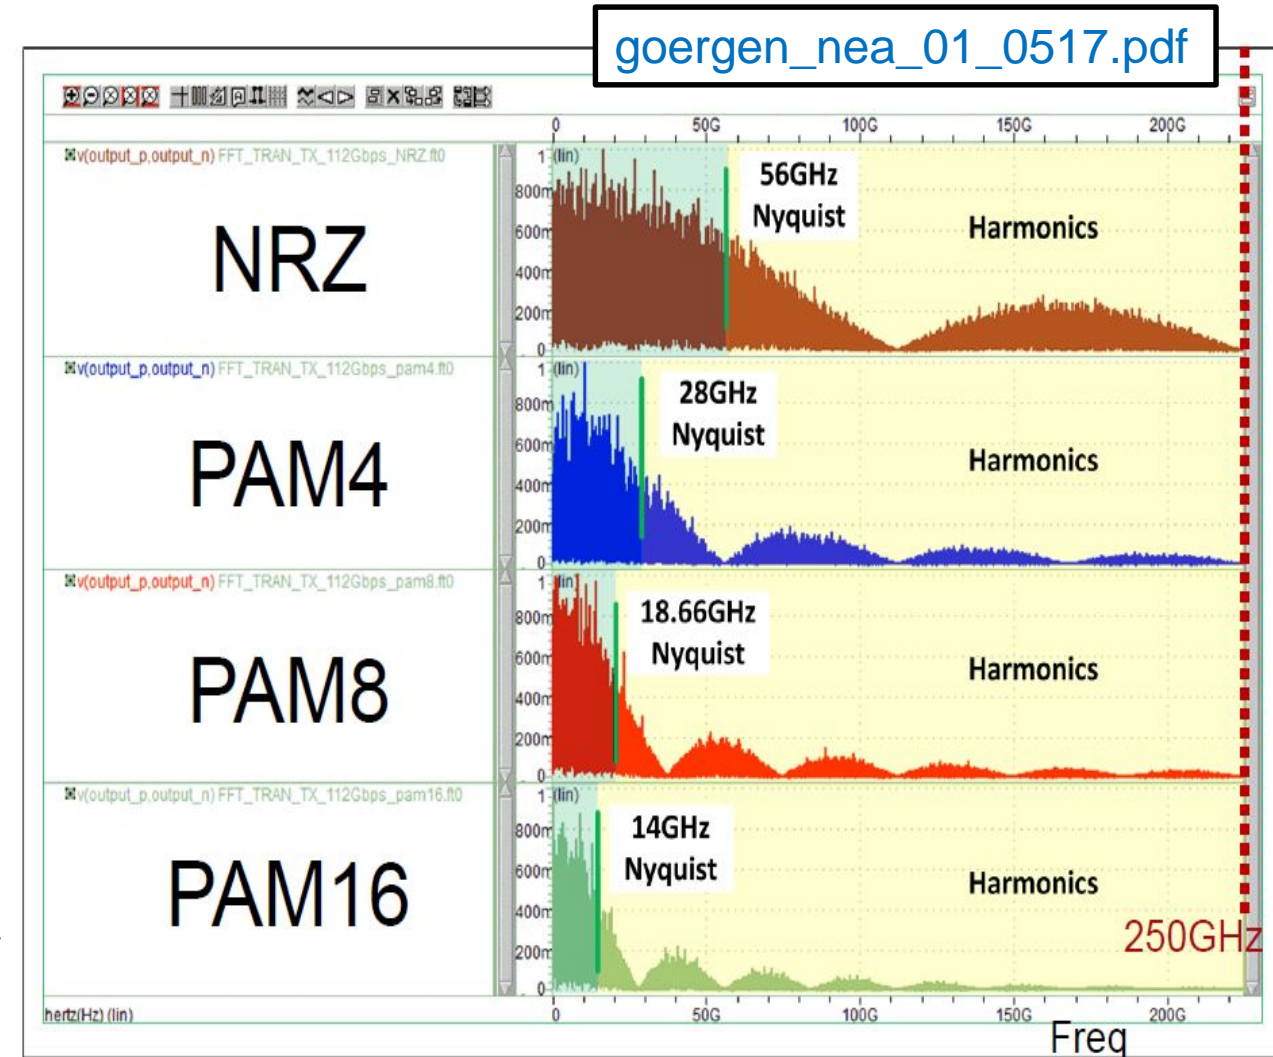 goergen_nea_01_0517.pdf
0 50G 100G 150G 200G
v(output_p,output_n) FFT_TRAN_TX_112Gbps_NRZ.ft0
NRZ
1 (lin)
800m
600m
400m
200m
0
56GHz
Nyquist
Harmonics
v(output_p,output_n) FFT_TRAN_TX_112Gbps_pam4.ft0
PAM4
1 (lin)
800m
600m
400m
200m
0
28GHz
Nyquist
Harmonics
v(output_p,output_n) FFT_TRAN_TX_112Gbps_pam8.ft0
PAM8
1 (lin)
800m
600m
400m
200m
0
18.66GHz
Nyquist
Harmonics
v(output_p,output_n) FFT_TRAN_TX_112Gbps_pam16.ft0
PAM16
1 (lin)
800m
600m
400m
200m
0
14GHz
Nyquist
Harmonics
250GHz
hertz(Hz) (lin)
0 50G 100G 150G 200G
Freq